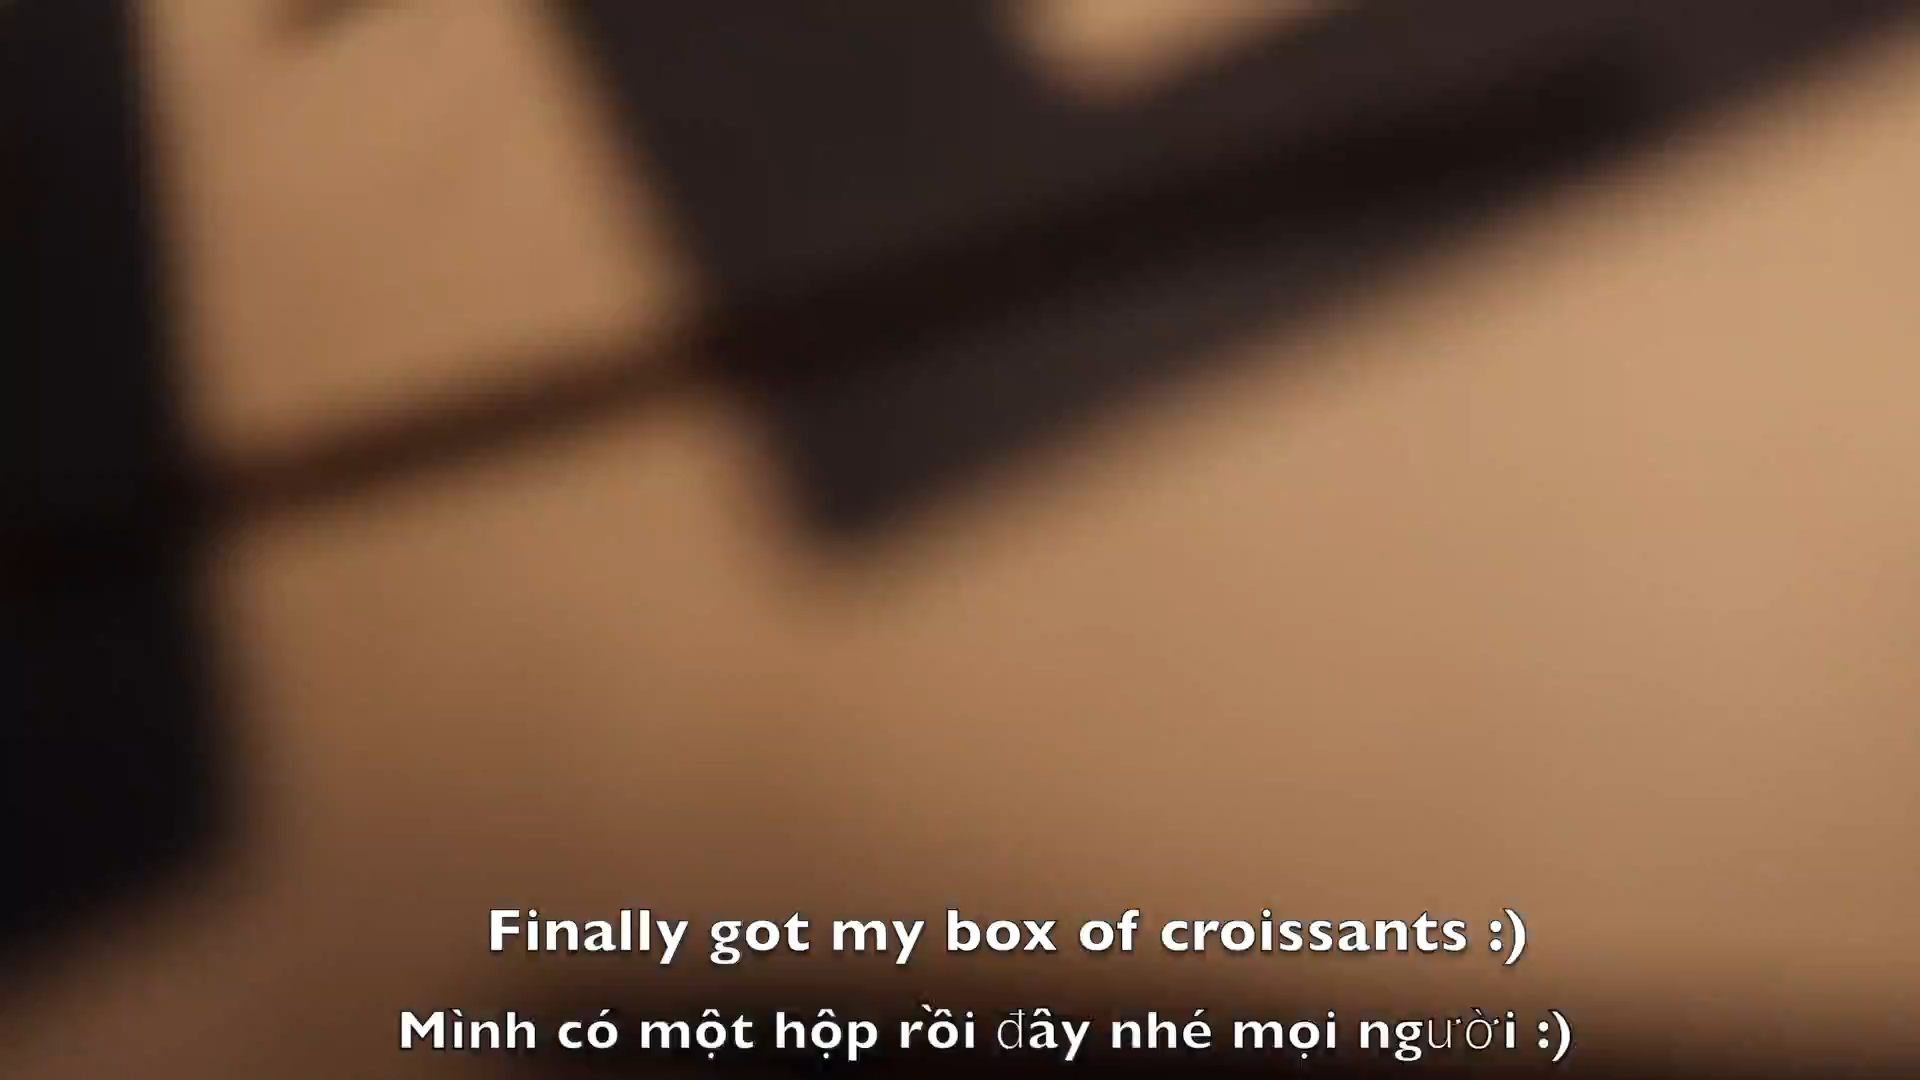 Finally got my box of croissants :)
Mình có một hộp rồi đây nhé mọi người :)